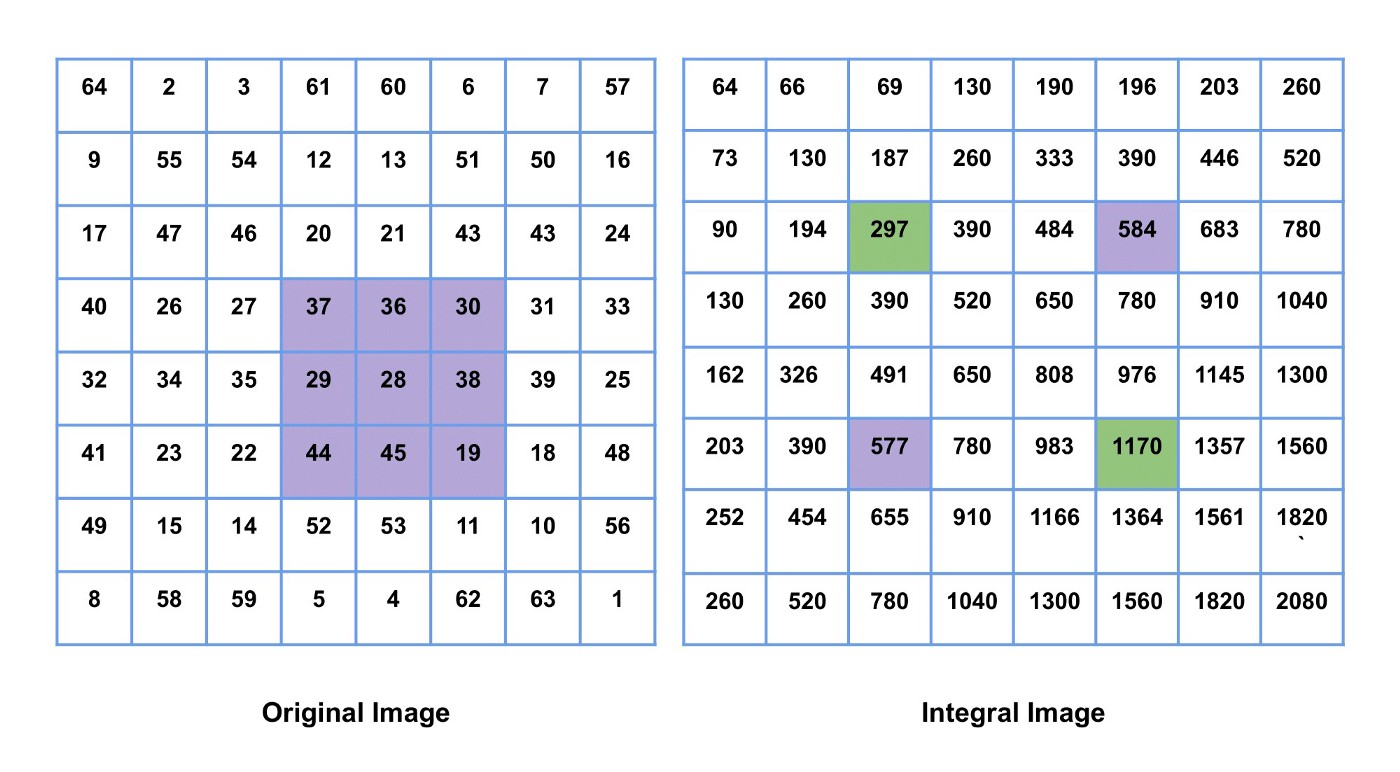 64 2 3 61 60 6 7 57
9 55 54 12 13 51 50 16
17 47 46 20 21 43 43 24
40 26 27 37 36 30 31 33
32 34 35 29 28 38 39 25
41 23 22 44 45 19 18 48
49 15 14 52 53 11 10 56
8 58 59 5 4 62 63 1
Original Image
64 66 69 130 190 196 203 260
73 130 187 260 333 390 446 520
90 194 297 390 484 584 683 780
130 260 390 520 650 780 910 1040
162 326 491 650 808 976 1145 1300
203 390 577 780 983 1170 1357 1560
252 454 655 910 1166 1364 1561 1820
`
260 520 780 1040 1300 1560 1820 2080
Integral Image